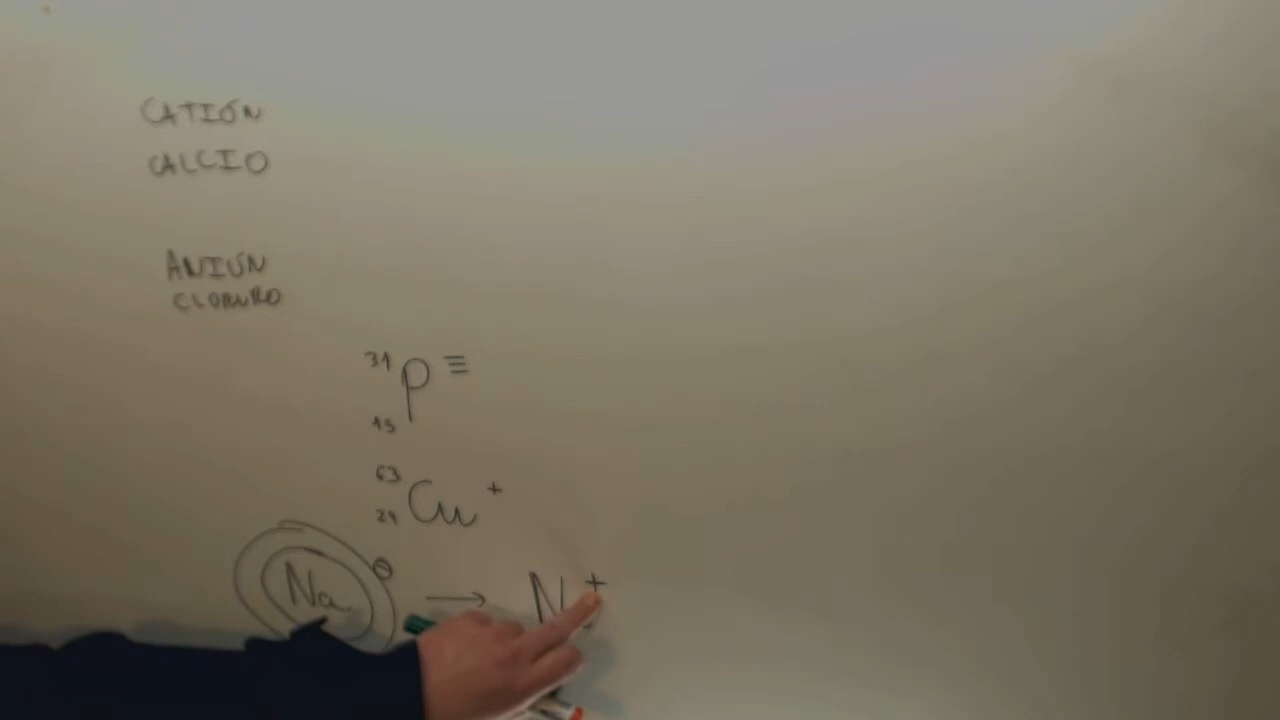 CATIÓN
CALCIO
ANIÓN
CLORURO
31
P≡
15
63
Cu+
29
Na ⊖ → N +